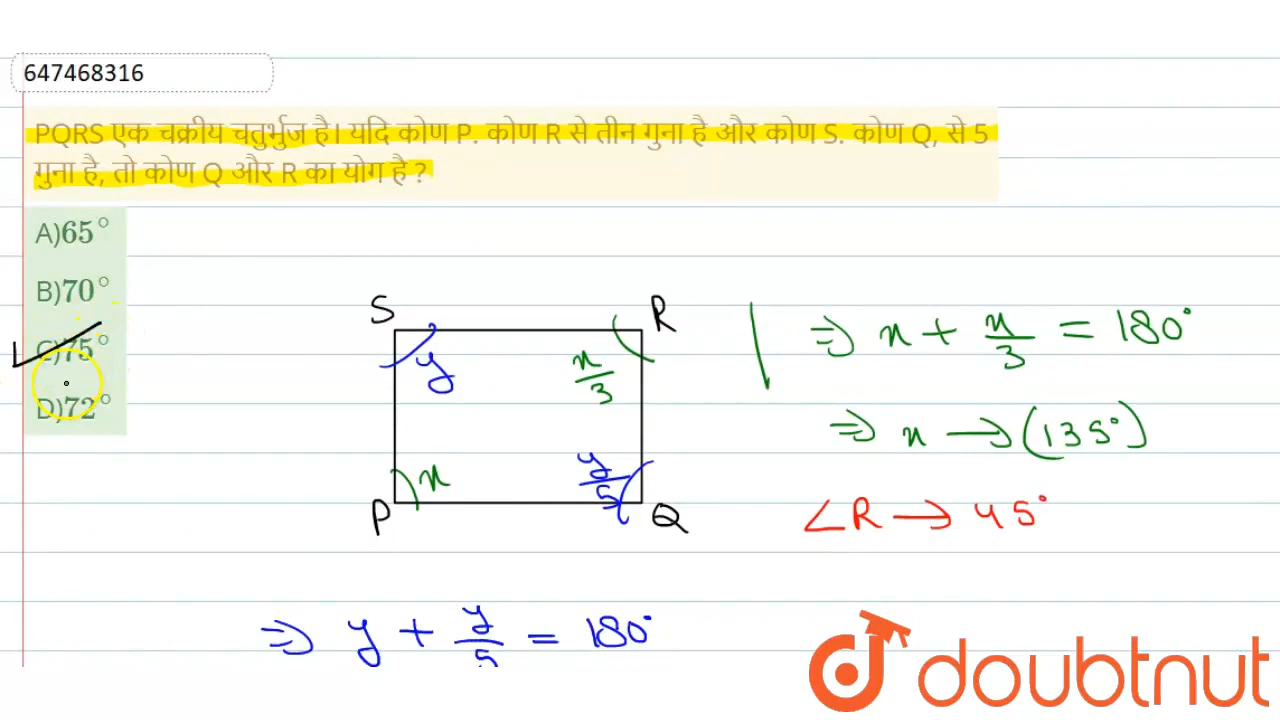 647468316
PQRS एक चक्रीय चतुर्भुज है। यदि कोण P. कोण R से तीन गुना है और कोण S. कोण Q, से 5
गुना है, तो कोण Q और R का योग है ?
A)65°
B)70°
C)75°
D)72°
S R
y x/3
x y/5
P Q
⇒ x + x/3 = 180°
⇒ x → (135°)
∠R → 45°
⇒ y + y/5 = 180°
doubtnut